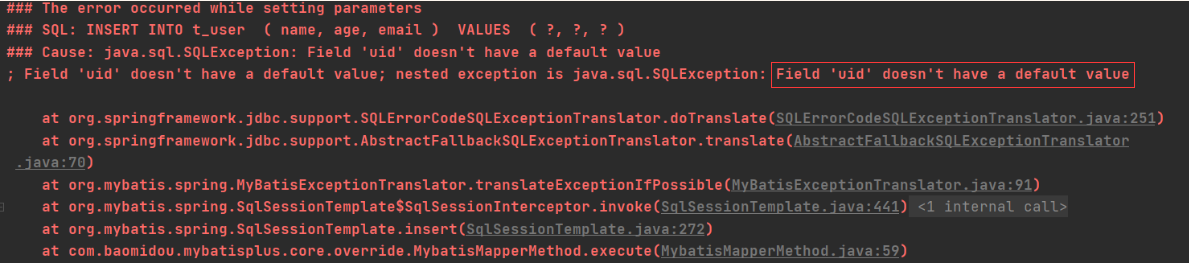 ### The error occurred while setting parameters
### SQL: INSERT INTO t_user  ( name, age, email )  VALUES  ( ?, ?, ? )
### Cause: java.sql.SQLException: Field 'uid' doesn't have a default value
; Field 'uid' doesn't have a default value; nested exception is java.sql.SQLException: Field 'uid' doesn't have a default value
at org.springframework.jdbc.support.SQLErrorCodeSQLExceptionTranslator.doTranslate(SQLErrorCodeSQLExceptionTranslator.java:251)
at org.springframework.jdbc.support.AbstractFallbackSQLExceptionTranslator.translate(AbstractFallbackSQLExceptionTranslator
.java:70)
at org.mybatis.spring.MyBatisExceptionTranslator.translateExceptionIfPossible(MyBatisExceptionTranslator.java:91)
at org.mybatis.spring.SqlSessionTemplate$SqlSessionInterceptor.invoke(SqlSessionTemplate.java:441) <1 internal call>
at org.mybatis.spring.SqlSessionTemplate.insert(SqlSessionTemplate.java:272)
at com.baomidou.mybatisplus.core.override.MybatisMapperMethod.execute(MybatisMapperMethod.java:59)